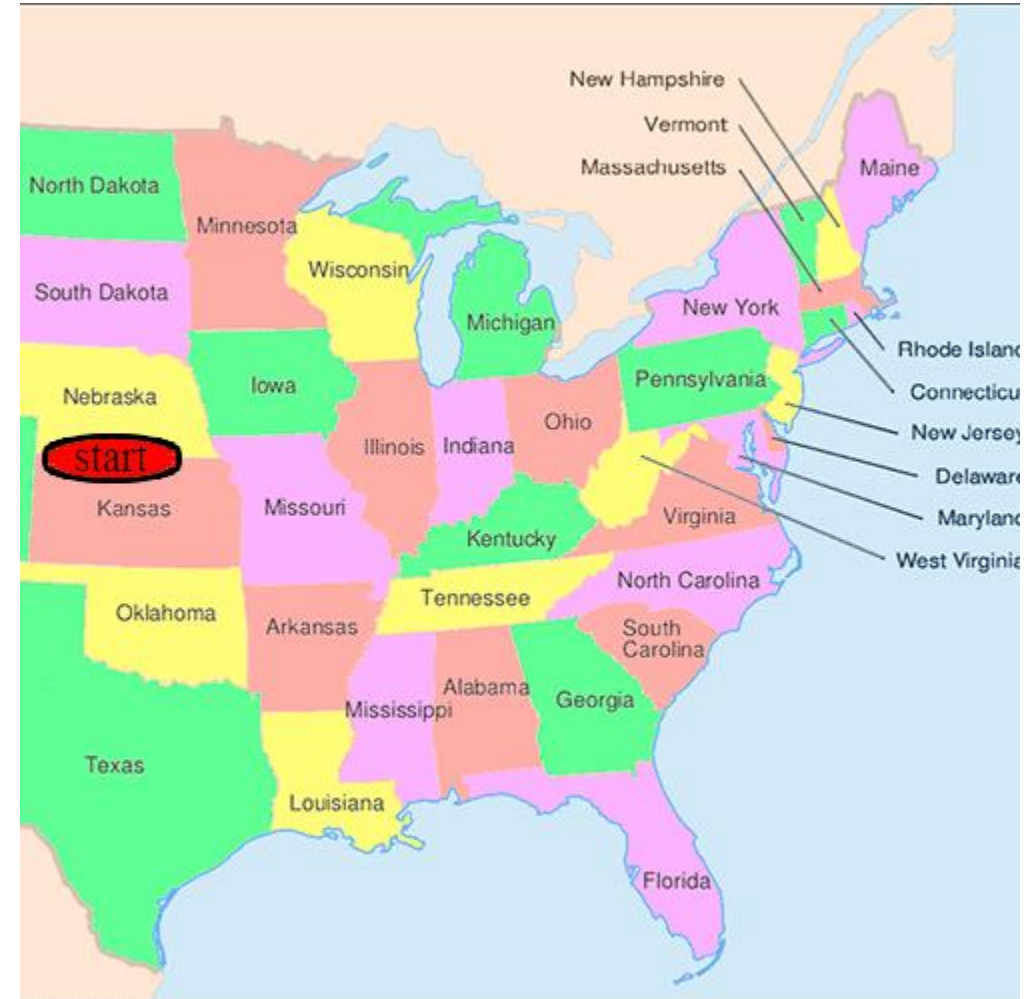 New Hampshire
Vermont
Massachusetts
Maine
North Dakota
Minnesota
Wisconsin
South Dakota
New York
Michigan
Rhode Island
Pennsylvania
Iowa
Nebraska
Connecticu
Ohio
New Jersey
Illinois
Indiana
start
Delaware
Kansas
Missouri
Virginia
Maryland
Kentucky
West Virginia
North Carolina
Tennessee
Oklahoma
Arkansas
South
Carolina
Alabama
Georgia
Mississippi
Texas
Louisiana
Florida